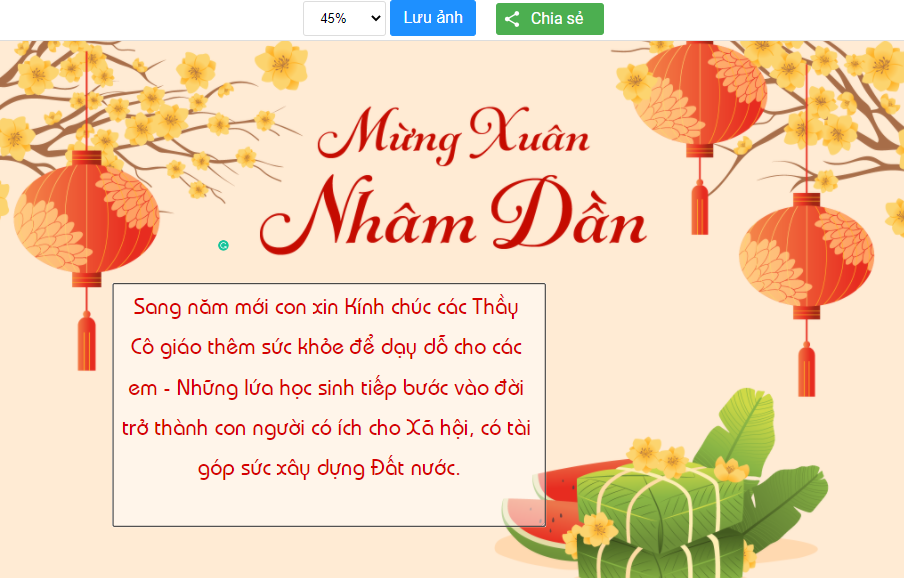 45%
Lưu ảnh
Chia sẻ
Mừng Xuân
Nhâm Dần
Sang năm mới con xin Kính chúc các Thầy
Cô giáo thêm sức khỏe để dạy dỗ cho các
em - Những lứa học sinh tiếp bước vào đời
trở thành con người có ích cho Xã hội, có tài
góp sức xây dựng Đất nước.